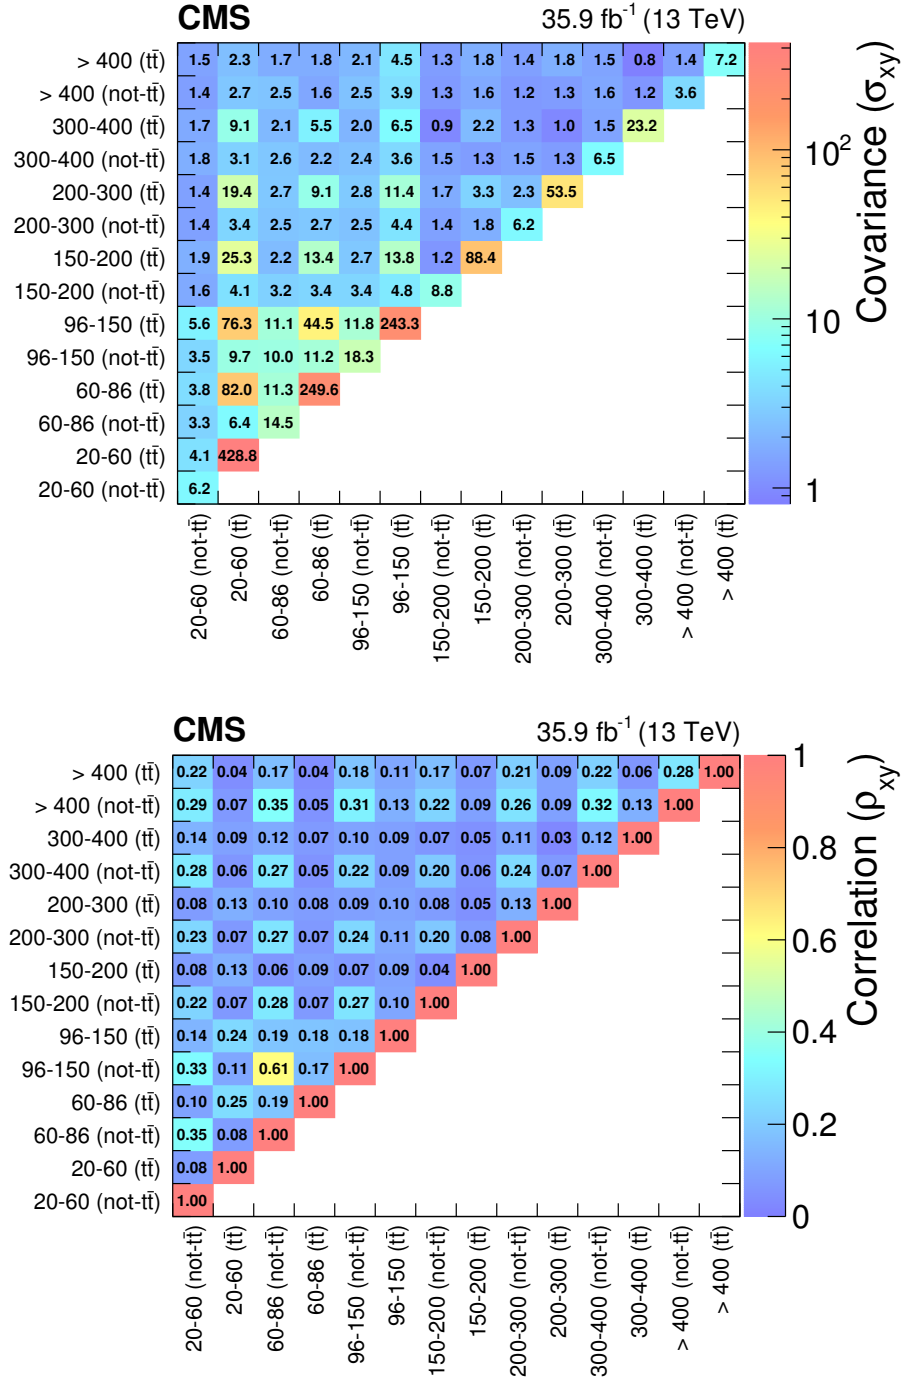 CMS 35.9 fb⁻¹ (13 TeV)
> 400 (tt̄) 1.5 2.3 1.7 1.8 2.1 4.5 1.3 1.8 1.4 1.8 1.5 0.8 1.4 7.2
> 400 (not-tt̄) 1.4 2.7 2.5 1.6 2.5 3.9 1.3 1.6 1.2 1.3 1.6 1.2 3.6
300-400 (tt̄) 1.7 9.1 2.1 5.5 2.0 6.5 0.9 2.2 1.3 1.0 1.5 23.2
300-400 (not-tt̄) 1.8 3.1 2.6 2.2 2.4 3.6 1.5 1.3 1.5 1.3 6.5
200-300 (tt̄) 1.4 19.4 2.7 9.1 2.8 11.4 1.7 3.3 2.3 53.5
200-300 (not-tt̄) 1.4 3.4 2.5 2.7 2.5 4.4 1.4 1.8 6.2
150-200 (tt̄) 1.9 25.3 2.2 13.4 2.7 13.8 1.2 88.4
150-200 (not-tt̄) 1.6 4.1 3.2 3.4 3.4 4.8 8.8
96-150 (tt̄) 5.6 76.3 11.1 44.5 11.8 243.3
96-150 (not-tt̄) 3.5 9.7 10.0 11.2 18.3
60-86 (tt̄) 3.8 82.0 11.3 249.6
60-86 (not-tt̄) 3.3 6.4 14.5
20-60 (tt̄) 4.1 428.8
20-60 (not-tt̄) 6.2
20-60 (not-tt̄)
20-60 (tt̄)
60-86 (not-tt̄)
60-86 (tt̄)
96-150 (not-tt̄)
96-150 (tt̄)
150-200 (not-tt̄)
150-200 (tt̄)
200-300 (not-tt̄)
200-300 (tt̄)
300-400 (not-tt̄)
300-400 (tt̄)
> 400 (not-tt̄)
> 400 (tt̄)
10²
10
1
Covariance (σxy)
CMS 35.9 fb⁻¹ (13 TeV)
> 400 (tt̄) 0.22 0.04 0.17 0.04 0.18 0.11 0.17 0.07 0.21 0.09 0.22 0.06 0.28 1.00
> 400 (not-tt̄) 0.29 0.07 0.35 0.05 0.31 0.13 0.22 0.09 0.26 0.09 0.32 0.13 1.00
300-400 (tt̄) 0.14 0.09 0.12 0.07 0.10 0.09 0.07 0.05 0.11 0.03 0.12 1.00
300-400 (not-tt̄) 0.28 0.06 0.27 0.05 0.22 0.09 0.20 0.06 0.24 0.07 1.00
200-300 (tt̄) 0.08 0.13 0.10 0.08 0.09 0.10 0.08 0.05 0.13 1.00
200-300 (not-tt̄) 0.23 0.07 0.27 0.07 0.24 0.11 0.20 0.08 1.00
150-200 (tt̄) 0.08 0.13 0.06 0.09 0.07 0.09 0.04 1.00
150-200 (not-tt̄) 0.22 0.07 0.28 0.07 0.27 0.10 1.00
96-150 (tt̄) 0.14 0.24 0.19 0.18 0.18 1.00
96-150 (not-tt̄) 0.33 0.11 0.61 0.17 1.00
60-86 (tt̄) 0.10 0.25 0.19 1.00
60-86 (not-tt̄) 0.35 0.08 1.00
20-60 (tt̄) 0.08 1.00
20-60 (not-tt̄) 1.00
20-60 (not-tt̄)
20-60 (tt̄)
60-86 (not-tt̄)
60-86 (tt̄)
96-150 (not-tt̄)
96-150 (tt̄)
150-200 (not-tt̄)
150-200 (tt̄)
200-300 (not-tt̄)
200-300 (tt̄)
300-400 (not-tt̄)
300-400 (tt̄)
> 400 (not-tt̄)
> 400 (tt̄)
1
0.8
0.6
0.4
0.2
0
Correlation (ρxy)